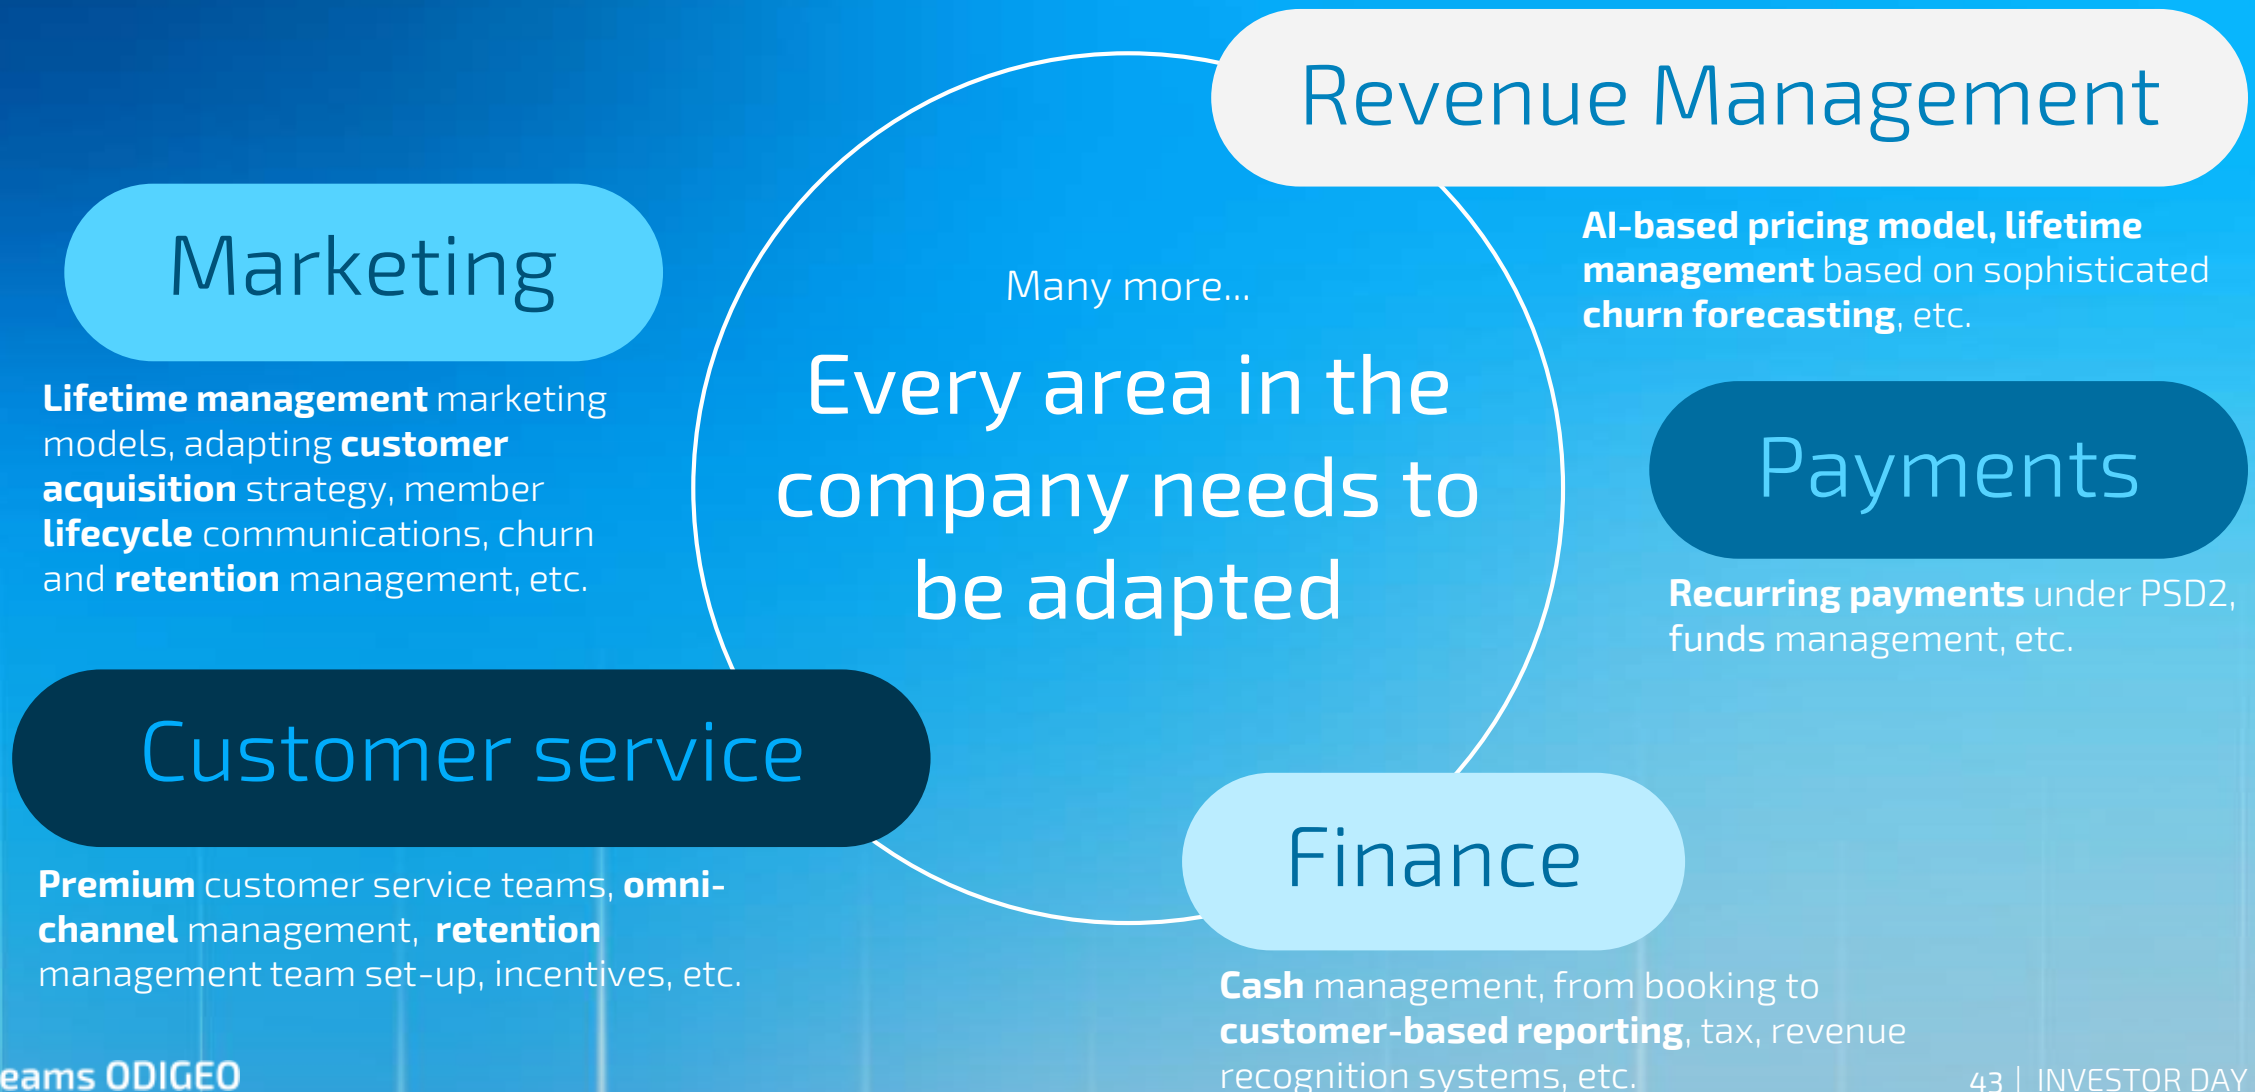 Revenue Management
AI-based pricing model, lifetime
management based on sophisticated
churn forecasting, etc.
Marketing
Lifetime management marketing
models, adapting customer
acquisition strategy, member
lifecycle communications, churn
and retention management, etc.
Many more...
Every area in the
company needs to
be adapted
Payments
Recurring payments under PSD2,
funds management, etc.
Customer service
Premium customer service teams, omni-
channel management, retention
management team set-up, incentives, etc.
Finance
Cash management, from booking to
customer-based reporting, tax, revenue
recognition systems, etc.
eams ODIGEO
43 | INVESTOR DAY